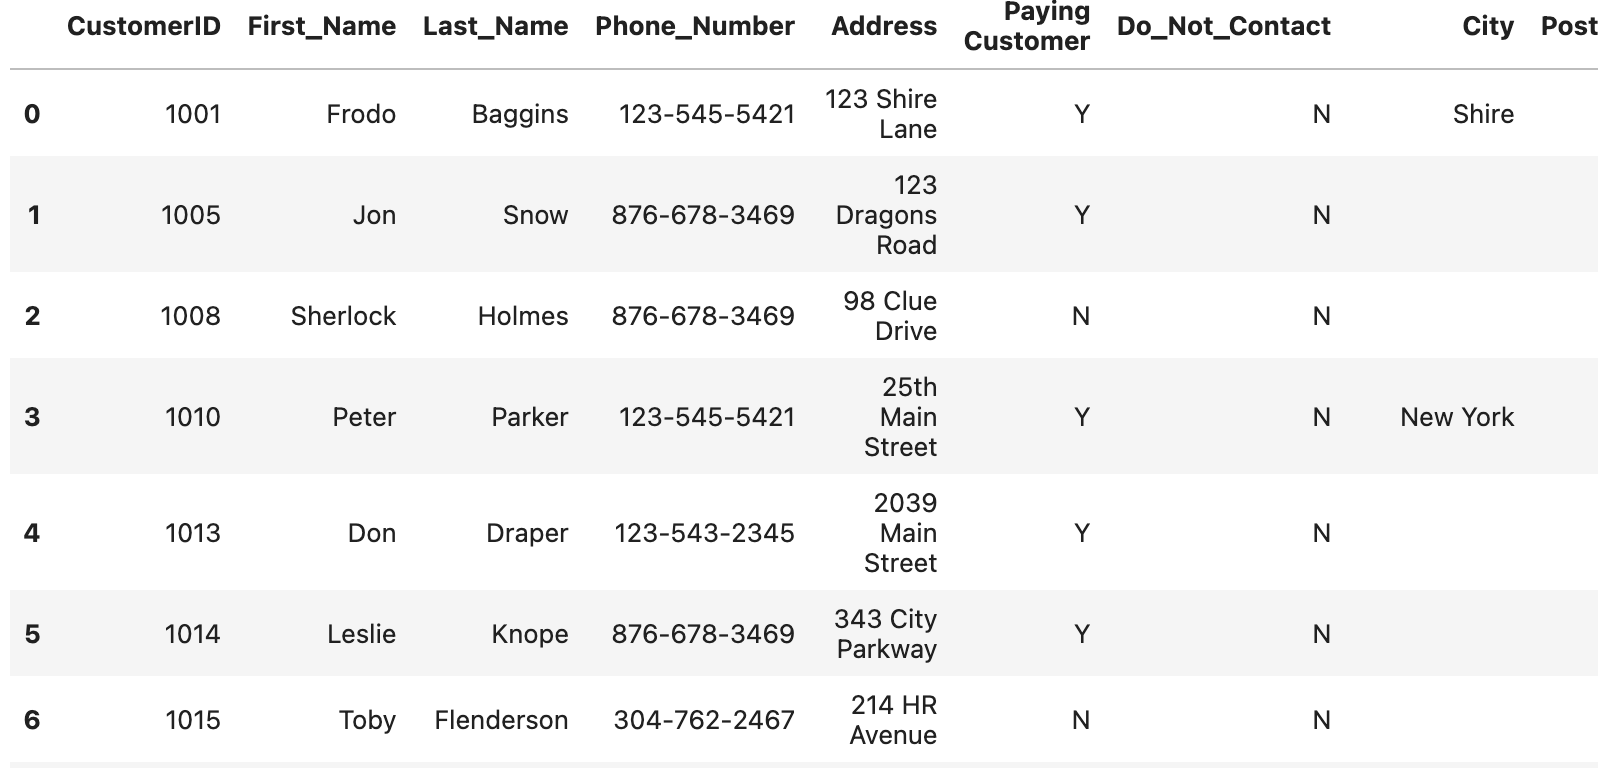 CustomerID First_Name Last_Name Phone_Number Address Paying Customer Do_Not_Contact City Post
0 1001 Frodo Baggins 123-545-5421 123 Shire Lane Y N Shire
1 1005 Jon Snow 876-678-3469 123 Dragons Road Y N
2 1008 Sherlock Holmes 876-678-3469 98 Clue Drive N N
3 1010 Peter Parker 123-545-5421 25th Main Street Y N New York
4 1013 Don Draper 123-543-2345 2039 Main Street Y N
5 1014 Leslie Knope 876-678-3469 343 City Parkway Y N
6 1015 Toby Flenderson 304-762-2467 214 HR Avenue N N